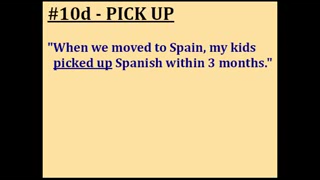 #10d - PICK UP
"When we moved to Spain, my kids
picked up Spanish within 3 months."